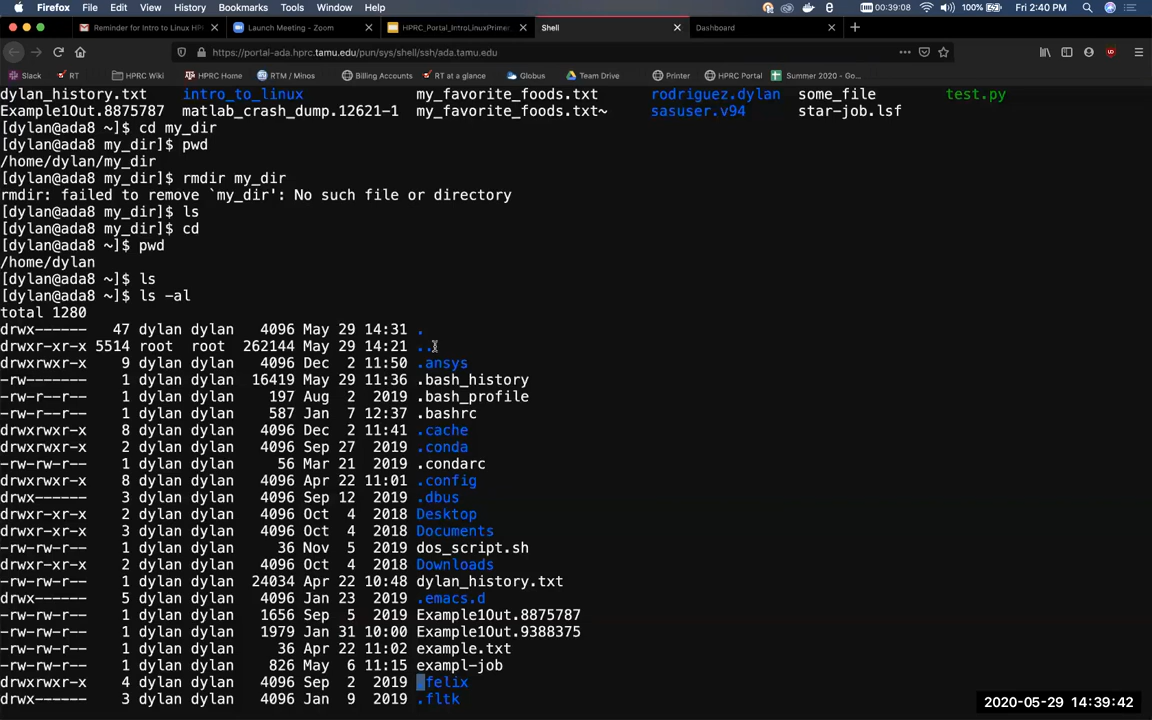 Firefox File Edit View History Bookmarks Tools Window Help 00:39:08 100% Fri 2:40 PM
Reminder for Intro to Linux HPR × Launch Meeting - Zoom × HPRC_Portal_IntroLinuxPrimer × Shell × Dashboard × +
https://portal-ada.hprc.tamu.edu/pun/sys/shell/ssh/ada.tamu.edu
Slack RT HPRC Wiki HPRC Home RTM / Minos Billing Accounts RT at a glance Globus Team Drive Printer HPRC Portal Summer 2020 - Go...
dylan_history.txt intro_to_linux my_favorite_foods.txt rodriguez.dylan some_file test.py
Example1Out.8875787 matlab_crash_dump.12621-1 my_favorite_foods.txt~ sasuser.v94 star-job.lsf
[dylan@ada8 ~]$ cd my_dir
[dylan@ada8 my_dir]$ pwd
/home/dylan/my_dir
[dylan@ada8 my_dir]$ rmdir my_dir
rmdir: failed to remove `my_dir': No such file or directory
[dylan@ada8 my_dir]$ ls
[dylan@ada8 my_dir]$ cd
[dylan@ada8 ~]$ pwd
/home/dylan
[dylan@ada8 ~]$ ls
[dylan@ada8 ~]$ ls -al
total 1280
drwx------ 47 dylan dylan 4096 May 29 14:31 .
drwxr-xr-x 5514 root root 262144 May 29 14:21 ..
drwxrwxr-x 9 dylan dylan 4096 Dec 2 11:50 .ansys
-rw------- 1 dylan dylan 16419 May 29 11:36 .bash_history
-rw-r--r-- 1 dylan dylan 197 Aug 2 2019 .bash_profile
-rw-r--r-- 1 dylan dylan 587 Jan 7 12:37 .bashrc
drwxrwxr-x 8 dylan dylan 4096 Dec 2 11:41 .cache
drwxrwxr-x 2 dylan dylan 4096 Sep 27 2019 .conda
-rw-rw-r-- 1 dylan dylan 56 Mar 21 2019 .condarc
drwxrwxr-x 8 dylan dylan 4096 Apr 22 11:01 .config
drwx------ 3 dylan dylan 4096 Sep 12 2019 .dbus
drwxr-xr-x 2 dylan dylan 4096 Oct 4 2018 Desktop
drwxr-xr-x 3 dylan dylan 4096 Oct 4 2018 Documents
-rw-rw-r-- 1 dylan dylan 36 Nov 5 2019 dos_script.sh
drwxr-xr-x 2 dylan dylan 4096 Oct 4 2018 Downloads
-rw-rw-r-- 1 dylan dylan 24034 Apr 22 10:48 dylan_history.txt
drwx------ 5 dylan dylan 4096 Jan 23 2019 .emacs.d
-rw-rw-r-- 1 dylan dylan 1656 Sep 5 2019 Example1Out.8875787
-rw-rw-r-- 1 dylan dylan 1979 Jan 31 10:00 Example1Out.9388375
-rw-rw-r-- 1 dylan dylan 36 Apr 22 11:02 example.txt
-rw-rw-r-- 1 dylan dylan 826 May 6 11:15 exampl-job
drwxrwxr-x 4 dylan dylan 4096 Sep 2 2019 .felix
drwx------ 3 dylan dylan 4096 Jan 9 2019 .fltk
2020-05-29 14:39:42